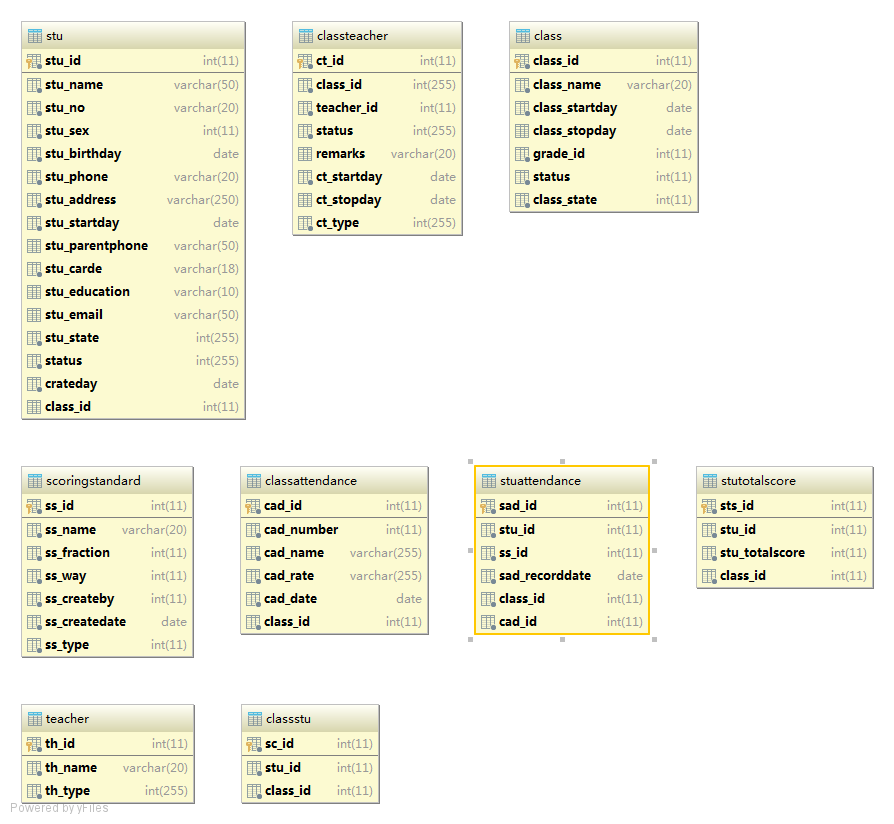 stu
stu_id int(11)
stu_name varchar(50)
stu_no varchar(20)
stu_sex int(11)
stu_birthday date
stu_phone varchar(20)
stu_address varchar(250)
stu_startday date
stu_parentphone varchar(50)
stu_carde varchar(18)
stu_education varchar(10)
stu_email varchar(50)
stu_state int(255)
status int(255)
crateday date
class_id int(11)
classteacher
ct_id int(11)
class_id int(255)
teacher_id int(11)
status int(255)
remarks varchar(20)
ct_startday date
ct_stopday date
ct_type int(255)
class
class_id int(11)
class_name varchar(20)
class_startday date
class_stopday date
grade_id int(11)
status int(11)
class_state int(11)
scoringstandard
ss_id int(11)
ss_name varchar(20)
ss_fraction int(11)
ss_way int(11)
ss_createby int(11)
ss_createdate date
ss_type int(11)
classattendance
cad_id int(11)
cad_number int(11)
cad_name varchar(255)
cad_rate varchar(255)
cad_date date
class_id int(11)
stuattendance
sad_id int(11)
stu_id int(11)
ss_id int(11)
sad_recorddate date
class_id int(11)
cad_id int(11)
stutotalscore
sts_id int(11)
stu_id int(11)
stu_totalscore int(11)
class_id int(11)
teacher
th_id int(11)
th_name varchar(20)
th_type int(255)
classstu
sc_id int(11)
stu_id int(11)
class_id int(11)
Powered by yFiles